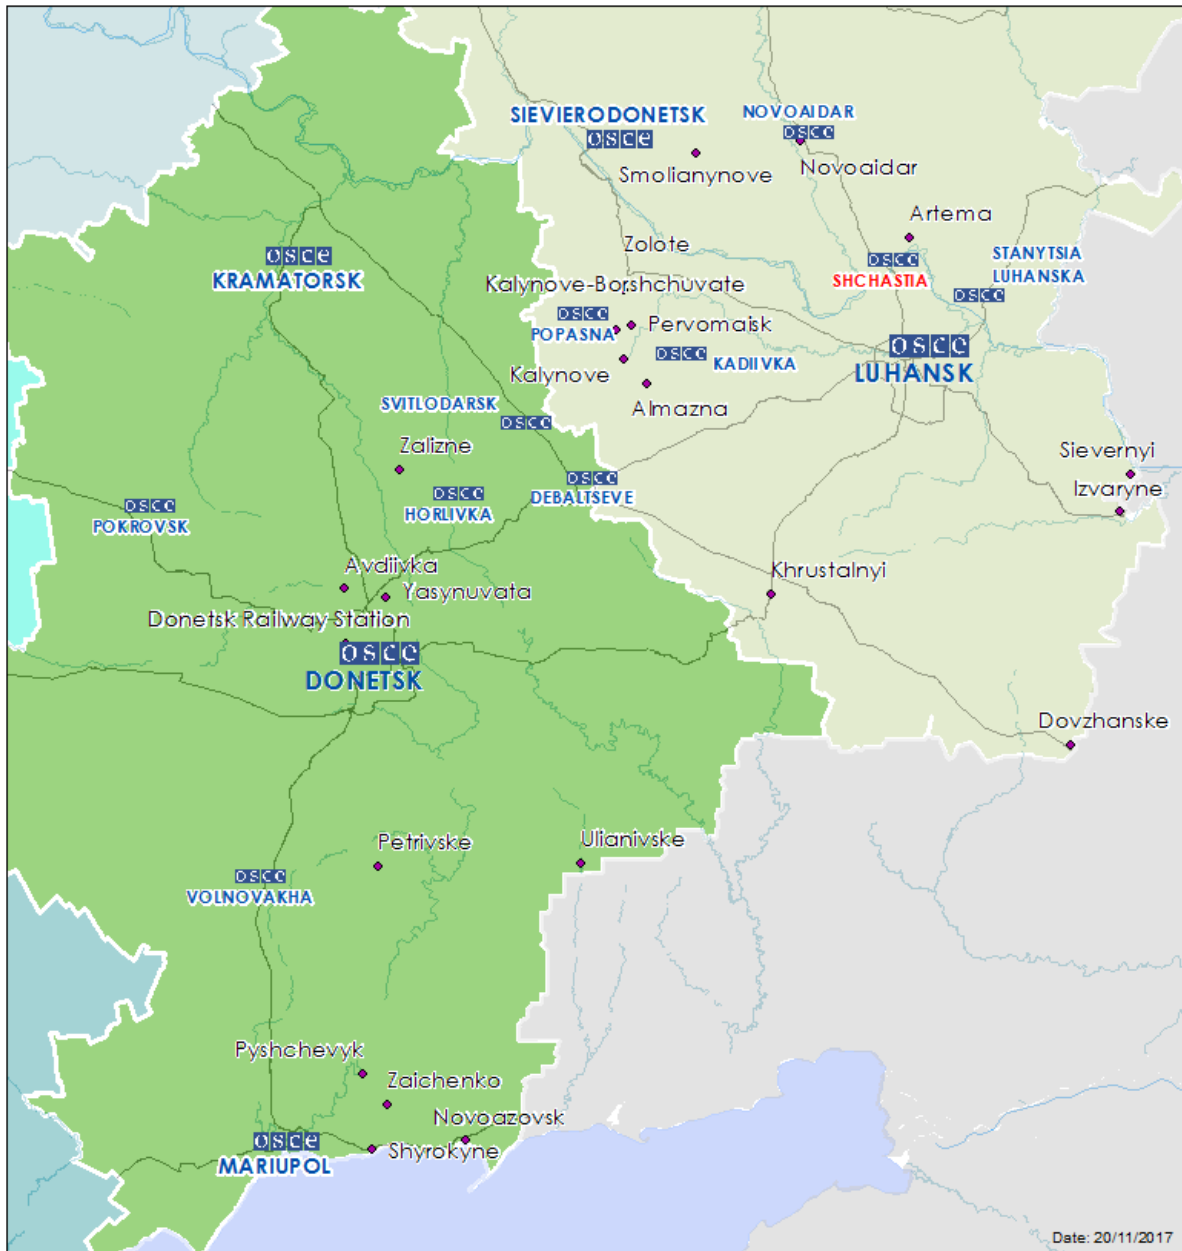 SIEVIERODONETSK
osce
NOVOAIDAR
osce
Smolianynove
Novoaidar
Artema
Zolote
osce
SHCHASTIA
STANYTSIA
LUHANSKA
osce
osce
KRAMATORSK
Kalynove-Borshchuvate
osce
POPASNA
Pervomaisk
osce
KADIIVKA
osce
LUHANSK
Kalynove
Almazna
SVITLODARSK
osce
Zalizne
osce
DEBALTSEVE
Sievernyi
Izvaryne
osce
POKROVSK
osce
HORLIVKA
Avdiivka
Yasynuvata
Khrustalnyi
Donetsk Railway Station
osce
DONETSK
Dovzhanske
Petrivske
Ulianivske
osce
VOLNOVAKHA
Pyshchevyk
Zaichenko
Novoazovsk
osce
MARIUPOL
Shyrokyne
Date: 20/11/2017